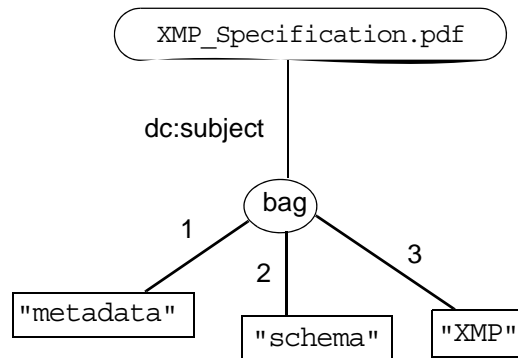 XMP_Specification.pdf
dc:subject
bag
1
2
3
"metadata"
"schema"
"XMP"